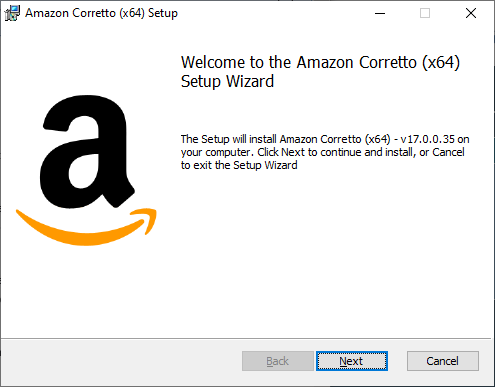 Amazon Corretto (x64) Setup
Welcome to the Amazon Corretto (x64)
Setup Wizard
The Setup will install Amazon Corretto (x64) - v17.0.0.35 on
your computer. Click Next to continue and install, or Cancel
to exit the Setup Wizard
a
Back Next Cancel